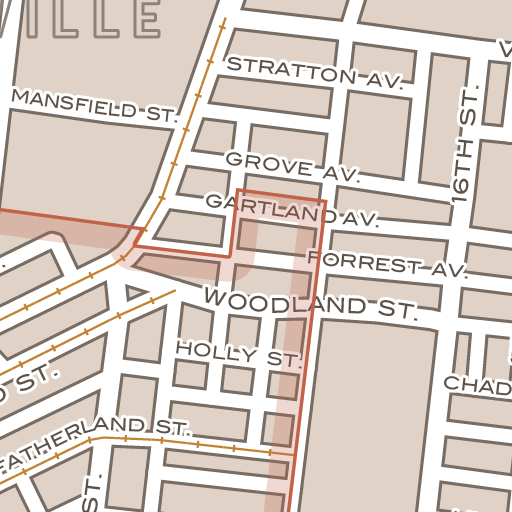 VILLE
STRATTON AV.
MANSFIELD ST.
16TH ST.
GROVE AV.
GARTLAND AV.
FORREST AV.
WOODLAND ST.
HOLLY ST.
CHAD
D ST.
EATHERLAND ST.
ST.